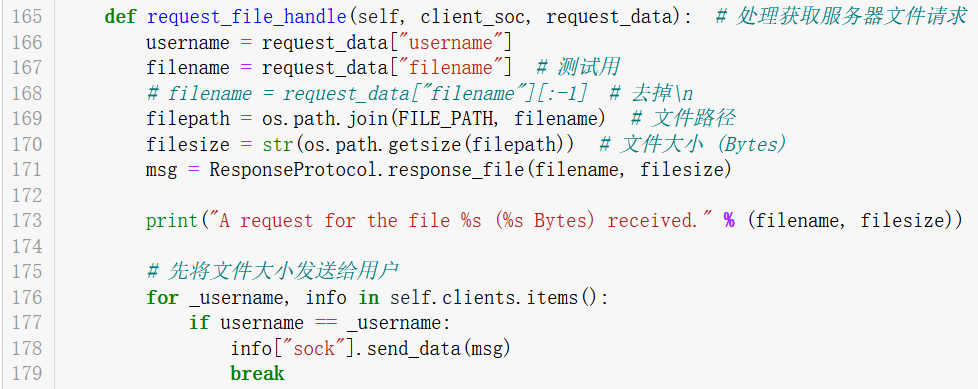 165 def request_file_handle(self, client_soc, request_data):  # 处理获取服务器文件请求
166 username = request_data["username"]
167 filename = request_data["filename"]  # 测试用
168 # filename = request_data["filename"][:-1]  # 去掉\n
169 filepath = os.path.join(FILE_PATH, filename)  # 文件路径
170 filesize = str(os.path.getsize(filepath))  # 文件大小 (Bytes)
171 msg = ResponseProtocol.response_file(filename, filesize)
172
173 print("A request for the file %s (%s Bytes) received." % (filename, filesize))
174
175 # 先将文件大小发送给用户
176 for _username, info in self.clients.items():
177 if username == _username:
178 info["sock"].send_data(msg)
179 break